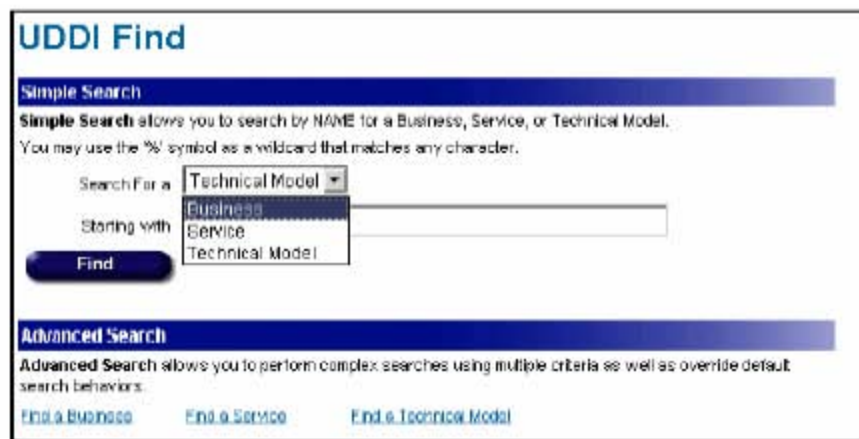 UDDI Find
Simple Search
Simple Search allows you to search by NAME for a Business, Service, or Technical Model.
You may use the '%' symbol as a wildcard that matches any character.
Search For a Technical Model
Business
Starting with
Service
Technical Model
Find
Advanced Search
Advanced Search allows you to perform complex searches using multiple criteria as well as override default
search behaviors.
Find a Business Find a Service Find a Technical Model